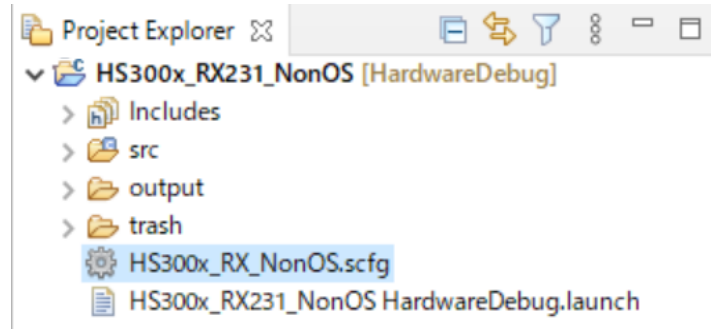 Project Explorer
HS300x_RX231_NonOS [HardwareDebug]
Includes
src
output
trash
HS300x_RX_NonOS.scfg
HS300x_RX231_NonOS HardwareDebug.launch